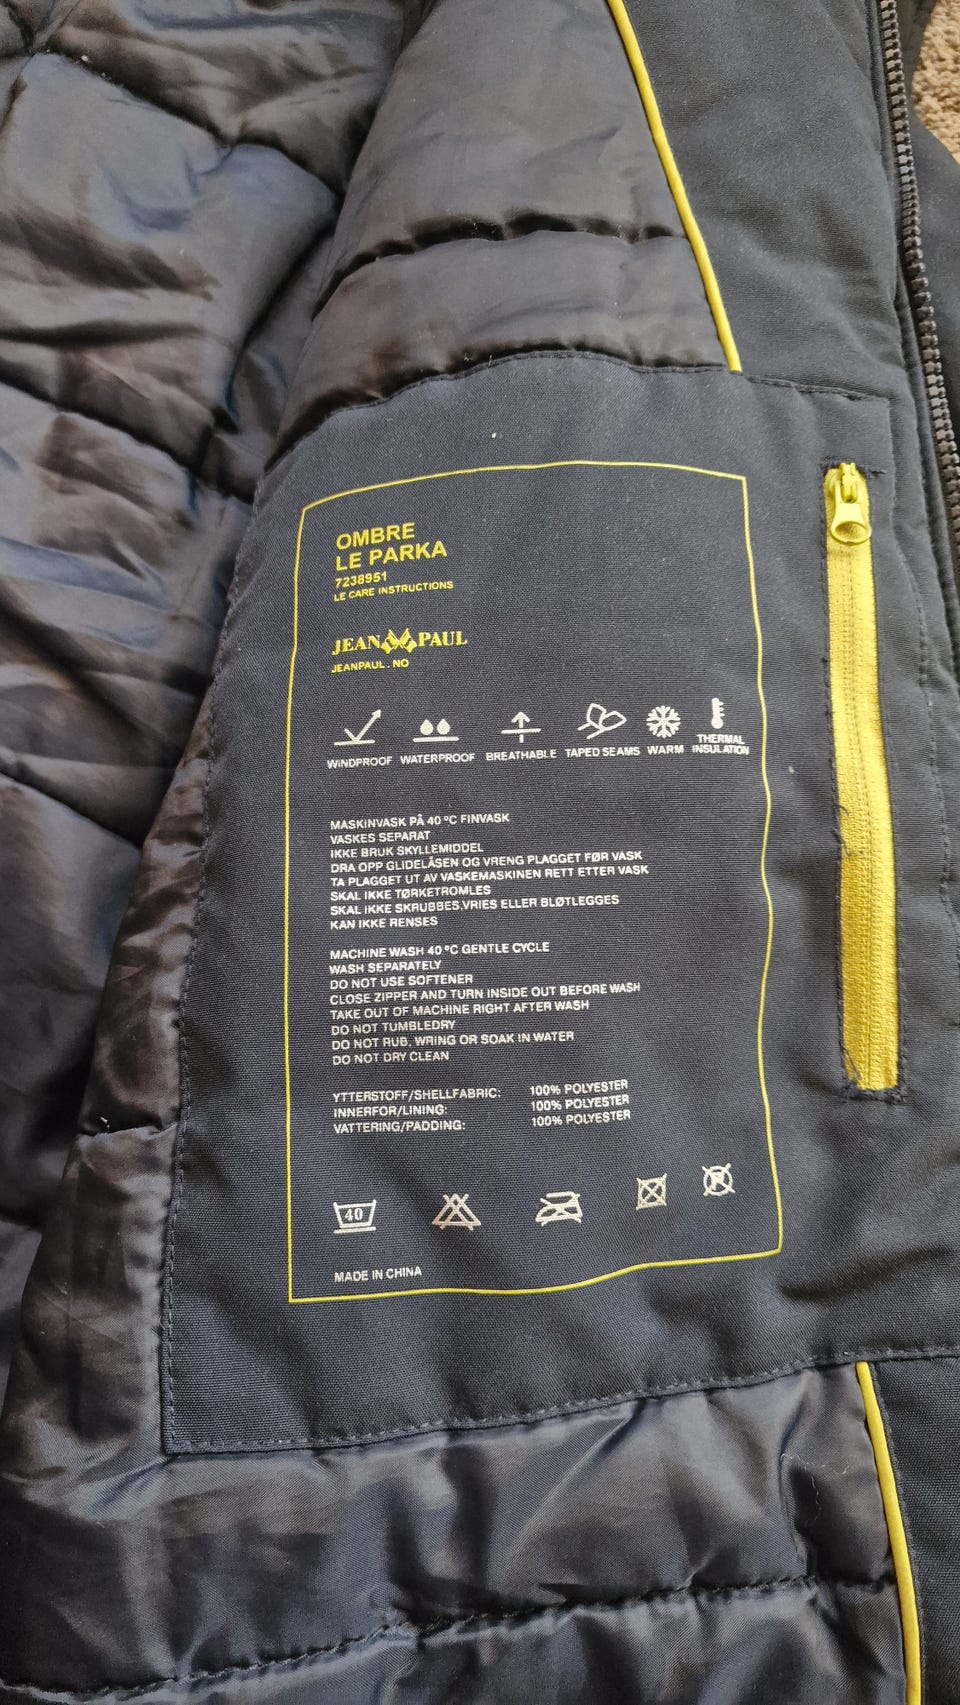 OMBRE
LE PARKA
7238951
LE CARE INSTRUCTIONS
JEAN PAUL
JEANPAUL.NO
WINDPROOF WATERPROOF BREATHABLE TAPED SEAMS WARM THERMAL INSULATION
MASKINVASK PÅ 40 °C FINVASK
VASKES SEPARAT
IKKE BRUK SKYLLEMIDDEL
DRA OPP GLIDELÅSEN OG VRENG PLAGGET FØR VASK
TA PLAGGET UT AV VASKEMASKINEN RETT ETTER VASK
SKAL IKKE TØRKETROMLES
SKAL IKKE SKRUBBES,VRIES ELLER BLØTLEGGES
KAN IKKE RENSES
MACHINE WASH 40 °C GENTLE CYCLE
WASH SEPARATELY
DO NOT USE SOFTENER
CLOSE ZIPPER AND TURN INSIDE OUT BEFORE WASH
TAKE OUT OF MACHINE RIGHT AFTER WASH
DO NOT TUMBLEDRY
DO NOT RUB, WRING OR SOAK IN WATER
DO NOT DRY CLEAN
YTTERSTOFF/SHELLFABRIC: 100% POLYESTER
INNERFOR/LINING: 100% POLYESTER
VATTERING/PADDING: 100% POLYESTER
40 P
MADE IN CHINA